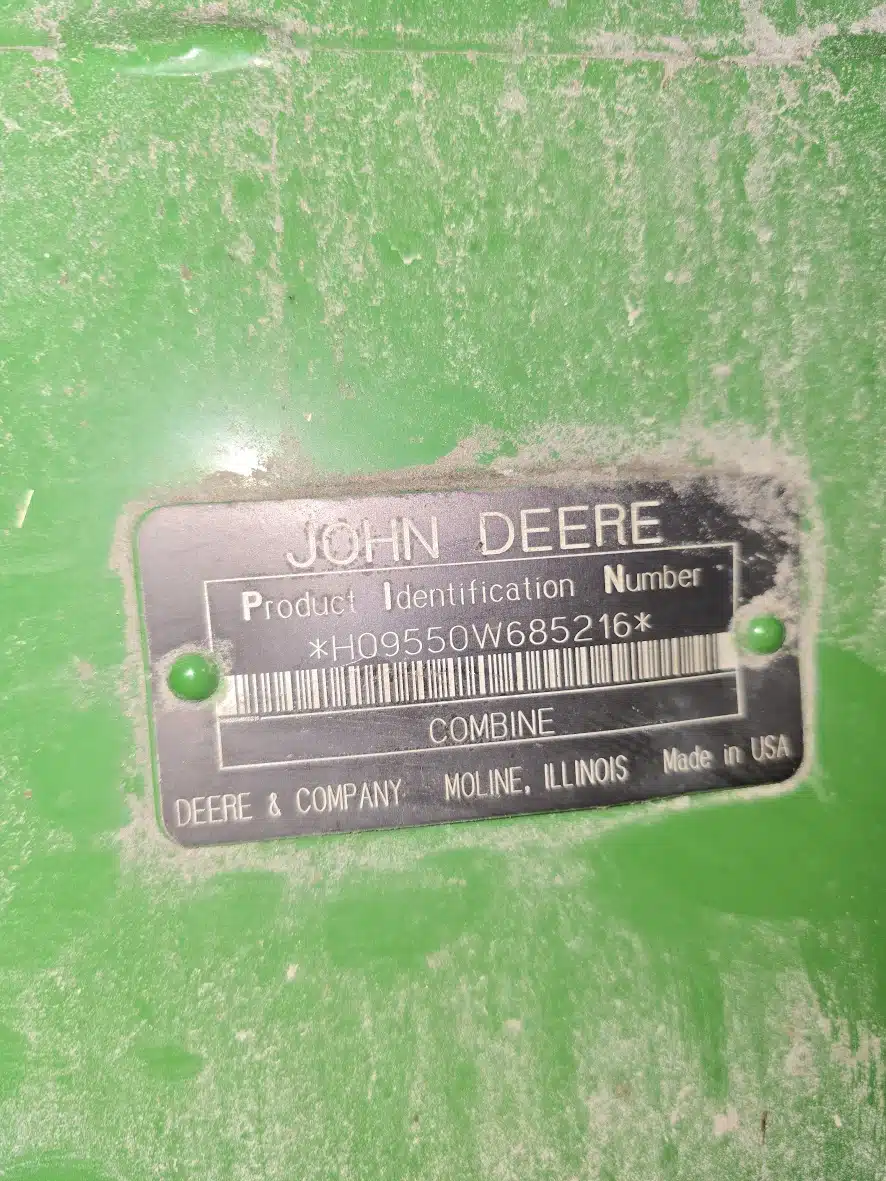 JOHN DEERE
Product Identification Number
*H09550W685216*
COMBINE
DEERE & COMPANY MOLINE, ILLINOIS Made in USA